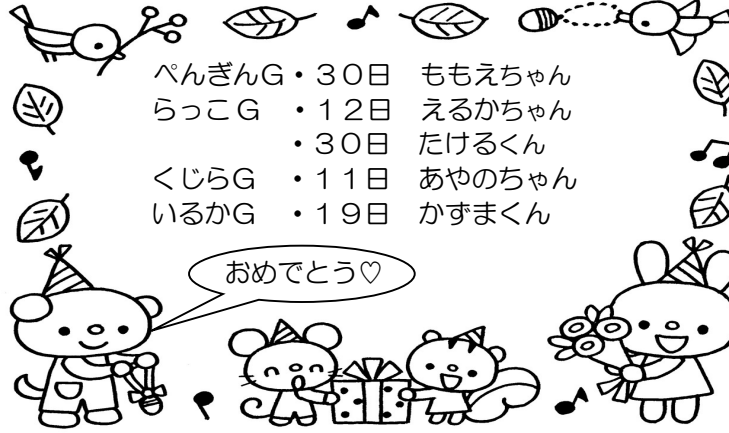 ぺんぎんG・30日　ももえちゃん
らっこG　・12日　えるかちゃん
・30日　たけるくん
くじらG　・11日　あやのちゃん
いるかG　・19日　かずまくん
おめでとう♡